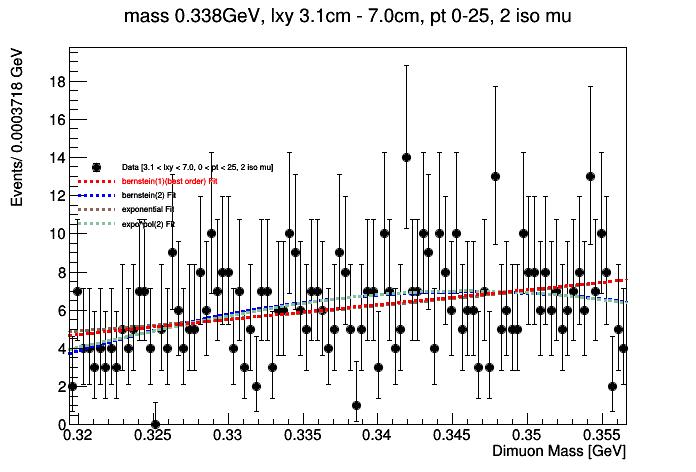 mass 0.338GeV, lxy 3.1cm - 7.0cm, pt 0-25, 2 iso mu
Events/ 0.0003718 GeV
18
16
14
12
10
8
6
4
2
0
Data [3.1 < lxy < 7.0, 0 < pt < 25, 2 iso mu]
bernstein(1)(best order) Fit
bernstein(2) Fit
exponential Fit
expo*pol(2) Fit
0.32 0.325 0.33 0.335 0.34 0.345 0.35 0.355
Dimuon Mass [GeV]